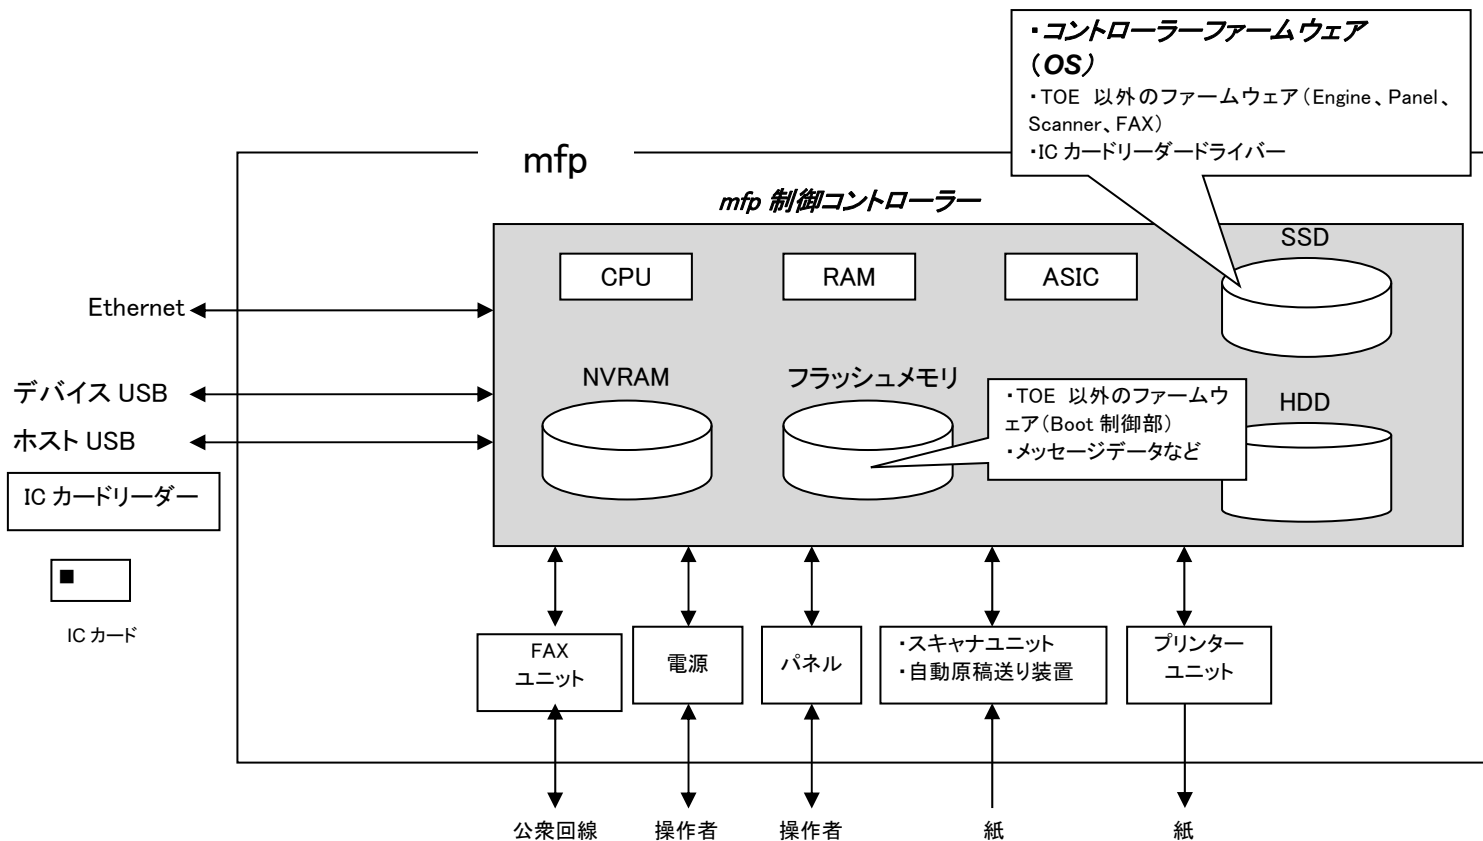 ・コントローラーファームウェア
（OS）
・TOE 以外のファームウェア（Engine、Panel、
Scanner、FAX）
・IC カードリーダードライバー
mfp
mfp 制御コントローラー
SSD
CPU
RAM
ASIC
Ethernet
NVRAM
フラッシュメモリ
・TOE 以外のファームウ
ェア（Boot 制御部）
・メッセージデータなど
HDD
デバイス USB
ホスト USB
IC カードリーダー
IC カード
FAX
ユニット
電源
パネル
・スキャナユニット
・自動原稿送り装置
プリンター
ユニット
公衆回線
操作者
操作者
紙
紙